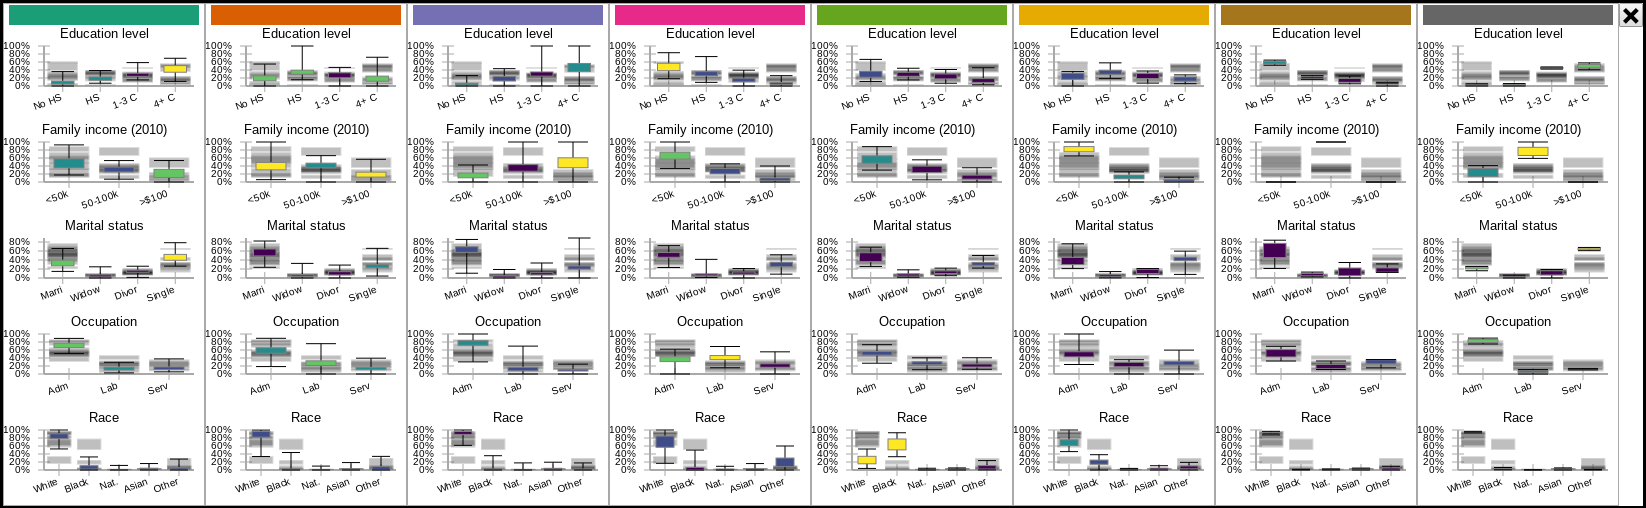 Education level Education level Education level Education level Education level Education level Education level Education level
100% 100% 100% 100% 100% 100% 100% 100%
80% 80% 80% 80% 80% 80% 80% 80%
60% 60% 60% 60% 60% 60% 60% 60%
40% 40% 40% 40% 40% 40% 40% 40%
20% 20% 20% 20% 20% 20% 20% 20%
0% 0% 0% 0% 0% 0% 0% 0%
No HS HS 1-3 C 4+ C No HS HS 1-3 C 4+ C No HS HS 1-3 C 4+ C No HS HS 1-3 C 4+ C No HS HS 1-3 C 4+ C No HS HS 1-3 C 4+ C No HS HS 1-3 C 4+ C No HS HS 1-3 C 4+ C
Family income (2010) Family income (2010) Family income (2010) Family income (2010) Family income (2010) Family income (2010) Family income (2010) Family income (2010)
100% 100% 100% 100% 100% 100% 100% 100%
80% 80% 80% 80% 80% 80% 80% 80%
60% 60% 60% 60% 60% 60% 60% 60%
40% 40% 40% 40% 40% 40% 40% 40%
20% 20% 20% 20% 20% 20% 20% 20%
0% 0% 0% 0% 0% 0% 0% 0%
<50k 50-100k >$100 <50k 50-100k >$100 <50k 50-100k >$100 <50k 50-100k >$100 <50k 50-100k >$100 <50k 50-100k >$100 <50k 50-100k >$100 <50k 50-100k >$100
Marital status Marital status Marital status Marital status Marital status Marital status Marital status Marital status
80% 80% 80% 80% 80% 80% 80% 80%
60% 60% 60% 60% 60% 60% 60% 60%
40% 40% 40% 40% 40% 40% 40% 40%
20% 20% 20% 20% 20% 20% 20% 20%
0% 0% 0% 0% 0% 0% 0% 0%
Marri Widow Divor Single Marri Widow Divor Single Marri Widow Divor Single Marri Widow Divor Single Marri Widow Divor Single Marri Widow Divor Single Marri Widow Divor Single Marri Widow Divor Single
Occupation Occupation Occupation Occupation Occupation Occupation Occupation Occupation
100% 100% 100% 100% 100% 100% 100% 100%
80% 80% 80% 80% 80% 80% 80% 80%
60% 60% 60% 60% 60% 60% 60% 60%
40% 40% 40% 40% 40% 40% 40% 40%
20% 20% 20% 20% 20% 20% 20% 20%
0% 0% 0% 0% 0% 0% 0% 0%
Adm Lab Serv Adm Lab Serv Adm Lab Serv Adm Lab Serv Adm Lab Serv Adm Lab Serv Adm Lab Serv Adm Lab Serv
Race Race Race Race Race Race Race Race
100% 100% 100% 100% 100% 100% 100% 100%
80% 80% 80% 80% 80% 80% 80% 80%
60% 60% 60% 60% 60% 60% 60% 60%
40% 40% 40% 40% 40% 40% 40% 40%
20% 20% 20% 20% 20% 20% 20% 20%
0% 0% 0% 0% 0% 0% 0% 0%
White Black Nat. Asian Other White Black Nat. Asian Other White Black Nat. Asian Other White Black Nat. Asian Other White Black Nat. Asian Other White Black Nat. Asian Other White Black Nat. Asian Other White Black Nat. Asian Other